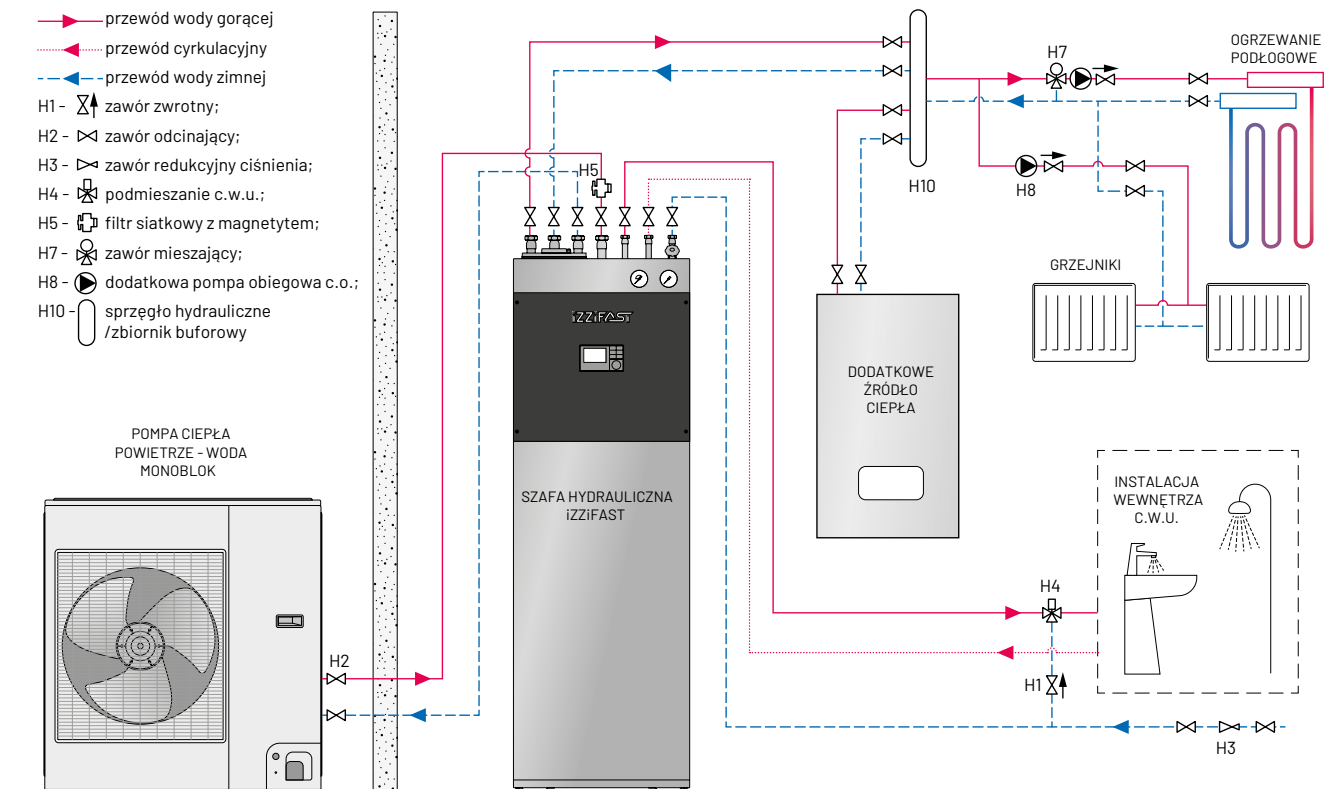 przewód wody gorącej
przewód cyrkulacyjny
przewód wody zimnej
H1 - zawór zwrotny;
H2 - zawór odcinający;
H3 - zawór redukcyjny ciśnienia;
H4 - podmieszanie c.w.u.;
H5 - filtr siatkowy z magnetytem;
H7 - zawór mieszający;
H8 - dodatkowa pompa obiegowa c.o.;
H10 - sprzęgło hydrauliczne
/zbiornik buforowy
POMPA CIEPŁA
POWIETRZE - WODA
MONOBLOK
H2
H5
iZZiFAST
SZAFA HYDRAULICZNA
iZZiFAST
H10
H7
H8
OGRZEWANIE
PODŁOGOWE
GRZEJNIKI
DODATKOWE
ŹRÓDŁO
CIEPŁA
INSTALACJA
WEWNĘTRZA
C.W.U.
H4
H1
H3